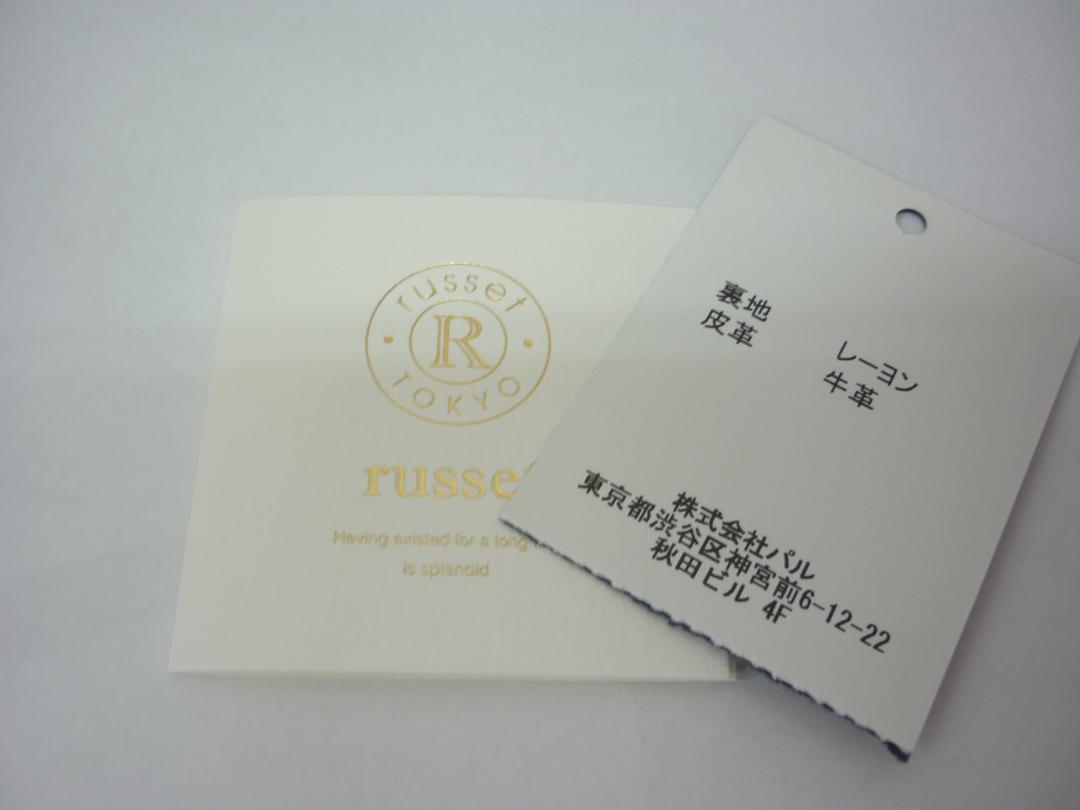 russet
R
TOKYO
russet
Having existed for a long
is splendid
裏地 レーヨン
皮革 牛革
株式会社パル
東京都渋谷区神宮前6-12-22
秋田ビル 4F